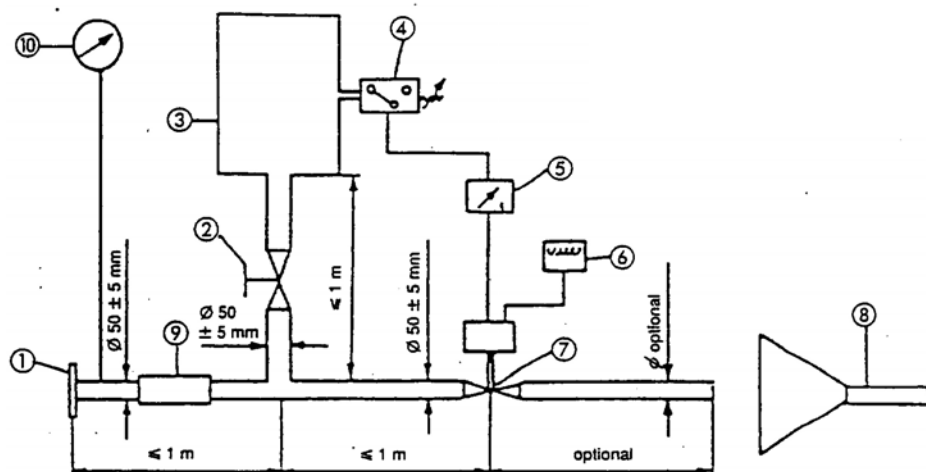 10
4
3
5
2
6
Ø 50 ± 5 mm
Ø 50
± 5 mm
≤ 1 m
Ø 50 ± 5 mm
Ø optional
9
7
8
1
≤ 1 m
≤ 1 m
optional